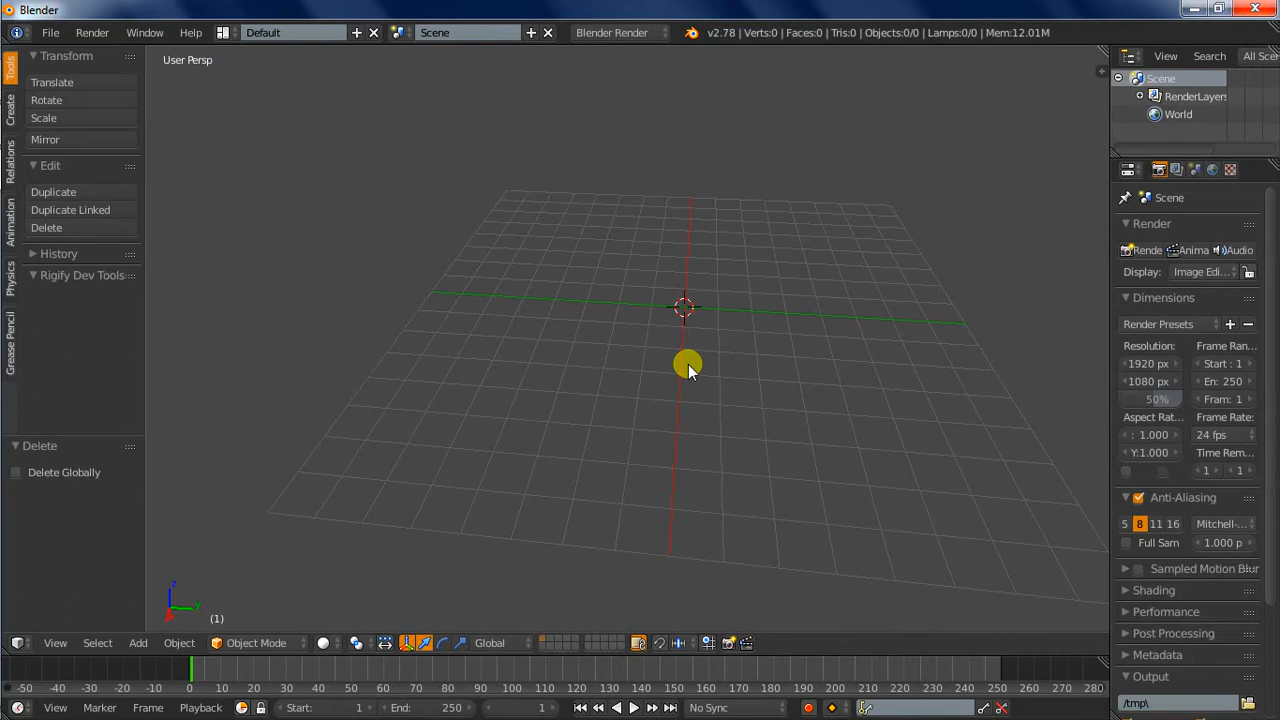 Blender
File Render Window Help Default Scene Blender Render v2.78 | Verts:0 | Faces:0 | Tris:0 | Objects:0/0 | Lamps:0/0 | Mem:12.01M
Tools
Create
Relations
Animation
Physics
Grease Pencil
Transform
Translate
Rotate
Scale
Mirror
Edit
Duplicate
Duplicate Linked
Delete
History
Rigify Dev Tools
Delete
Delete Globally
User Persp
z
y
(1)
View Search All Sce
Scene
RenderLayers
World
Scene
Render
Rende Anima Audio
Display: Image Edi...
Dimensions
Render Presets
Resolution: Frame Ran...
1920 px Start : 1
1080 px En: 250
50% Fram: 1
Aspect Rat... Frame Rate:
: 1.000 24 fps
Y:1.000 Time Rem...
1 1
Anti-Aliasing
5 8 11 16 Mitchell-...
Full Sam 1.000 p
Sampled Motion Blur
Shading
Performance
Post Processing
Metadata
Output
/tmp\
View Select Add Object Object Mode Global
-50 -40 -30 -20 -10 0 10 20 30 40 50 60 70 80 90 100 110 120 130 140 150 160 170 180 190 200 210 220 230 240 250 260 270 280
View Marker Frame Playback Start: 1 End: 250 1 No Sync